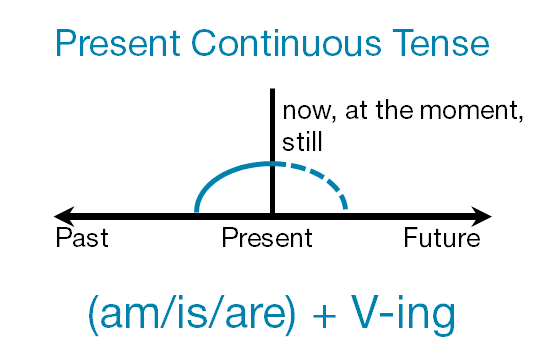 Present Continuous Tense
now, at the moment,
still
Past Present Future
(am/is/are) + V-ing